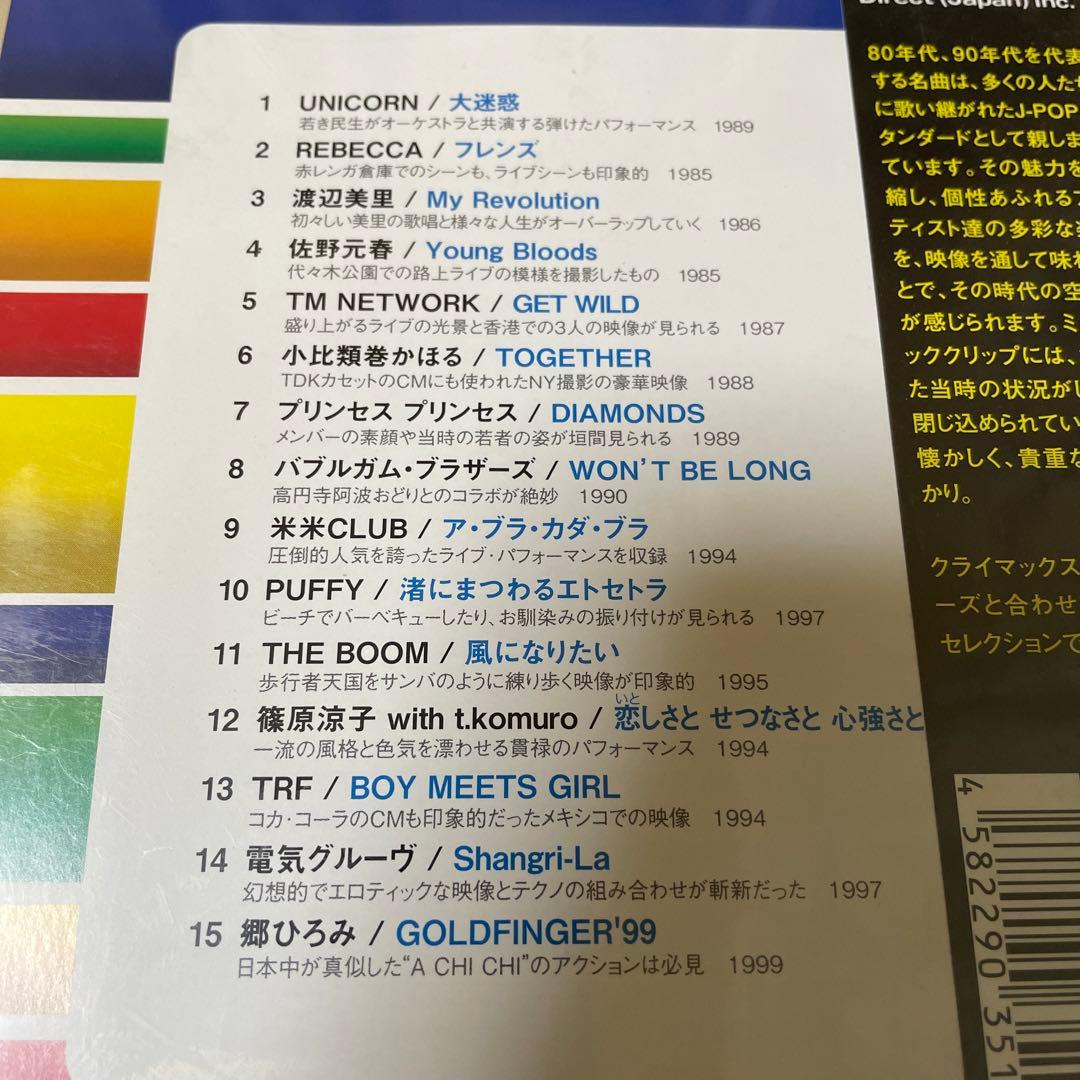 1 UNICORN / 大迷惑
若き民生がオーケストラと共演する弾けたパフォーマンス 1989
2 REBECCA / フレンズ
赤レンガ倉庫でのシーンも、ライブシーンも印象的 1985
3 渡辺美里 / My Revolution
初々しい美里の歌唱と様々な人生がオーバーラップしていく 1986
4 佐野元春 / Young Bloods
代々木公園での路上ライブの模様を撮影したもの 1985
5 TM NETWORK / GET WILD
盛り上がるライブの光景と香港での3人の映像が見られる 1987
6 小比類巻かほる / TOGETHER
TDKカセットのCMにも使われたNY撮影の豪華映像 1988
7 プリンセス プリンセス / DIAMONDS
メンバーの素顔や当時の若者の姿が垣間見られる 1989
8 バブルガム・ブラザーズ / WON'T BE LONG
高円寺阿波おどりとのコラボが絶妙 1990
9 米米CLUB / ア・ブラ・カダ・ブラ
圧倒的人気を誇ったライブ・パフォーマンスを収録 1994
10 PUFFY / 渚にまつわるエトセトラ
ビーチでバーベキューしたり、お馴染みの振り付けが見られる 1997
11 THE BOOM / 風になりたい
歩行者天国をサンバのように練り歩く映像が印象的 1995
いと
12 篠原涼子 with t.komuro / 恋しさと せつなさと 心強さと
一流の風格と色気を漂わせる貫禄のパフォーマンス 1994
13 TRF / BOY MEETS GIRL
コカ・コーラのCMも印象的だったメキシコでの映像 1994
14 電気グルーヴ / Shangri-La
幻想的でエロティックな映像とテクノの組み合わせが斬新だった 1997
15 郷ひろみ / GOLDFINGER'99
日本中が真似した“A CHI CHI”のアクションは必見 1999
Direct (Japan) Inc.
80年代、90年代を代表
する名曲は、多くの人た
に歌い継がれたJ-POP
タンダードとして親しま
ています。その魅力を
縮し、個性あふれるア
ティスト達の多彩な
を、映像を通して味わ
とで、その時代の空
が感じられます。ミ
ッククリップには、
た当時の状況が
閉じ込められてい
懐かしく、貴重な
かり。
クライマックス
ーズと合わせ
セレクションで
4 582290 351